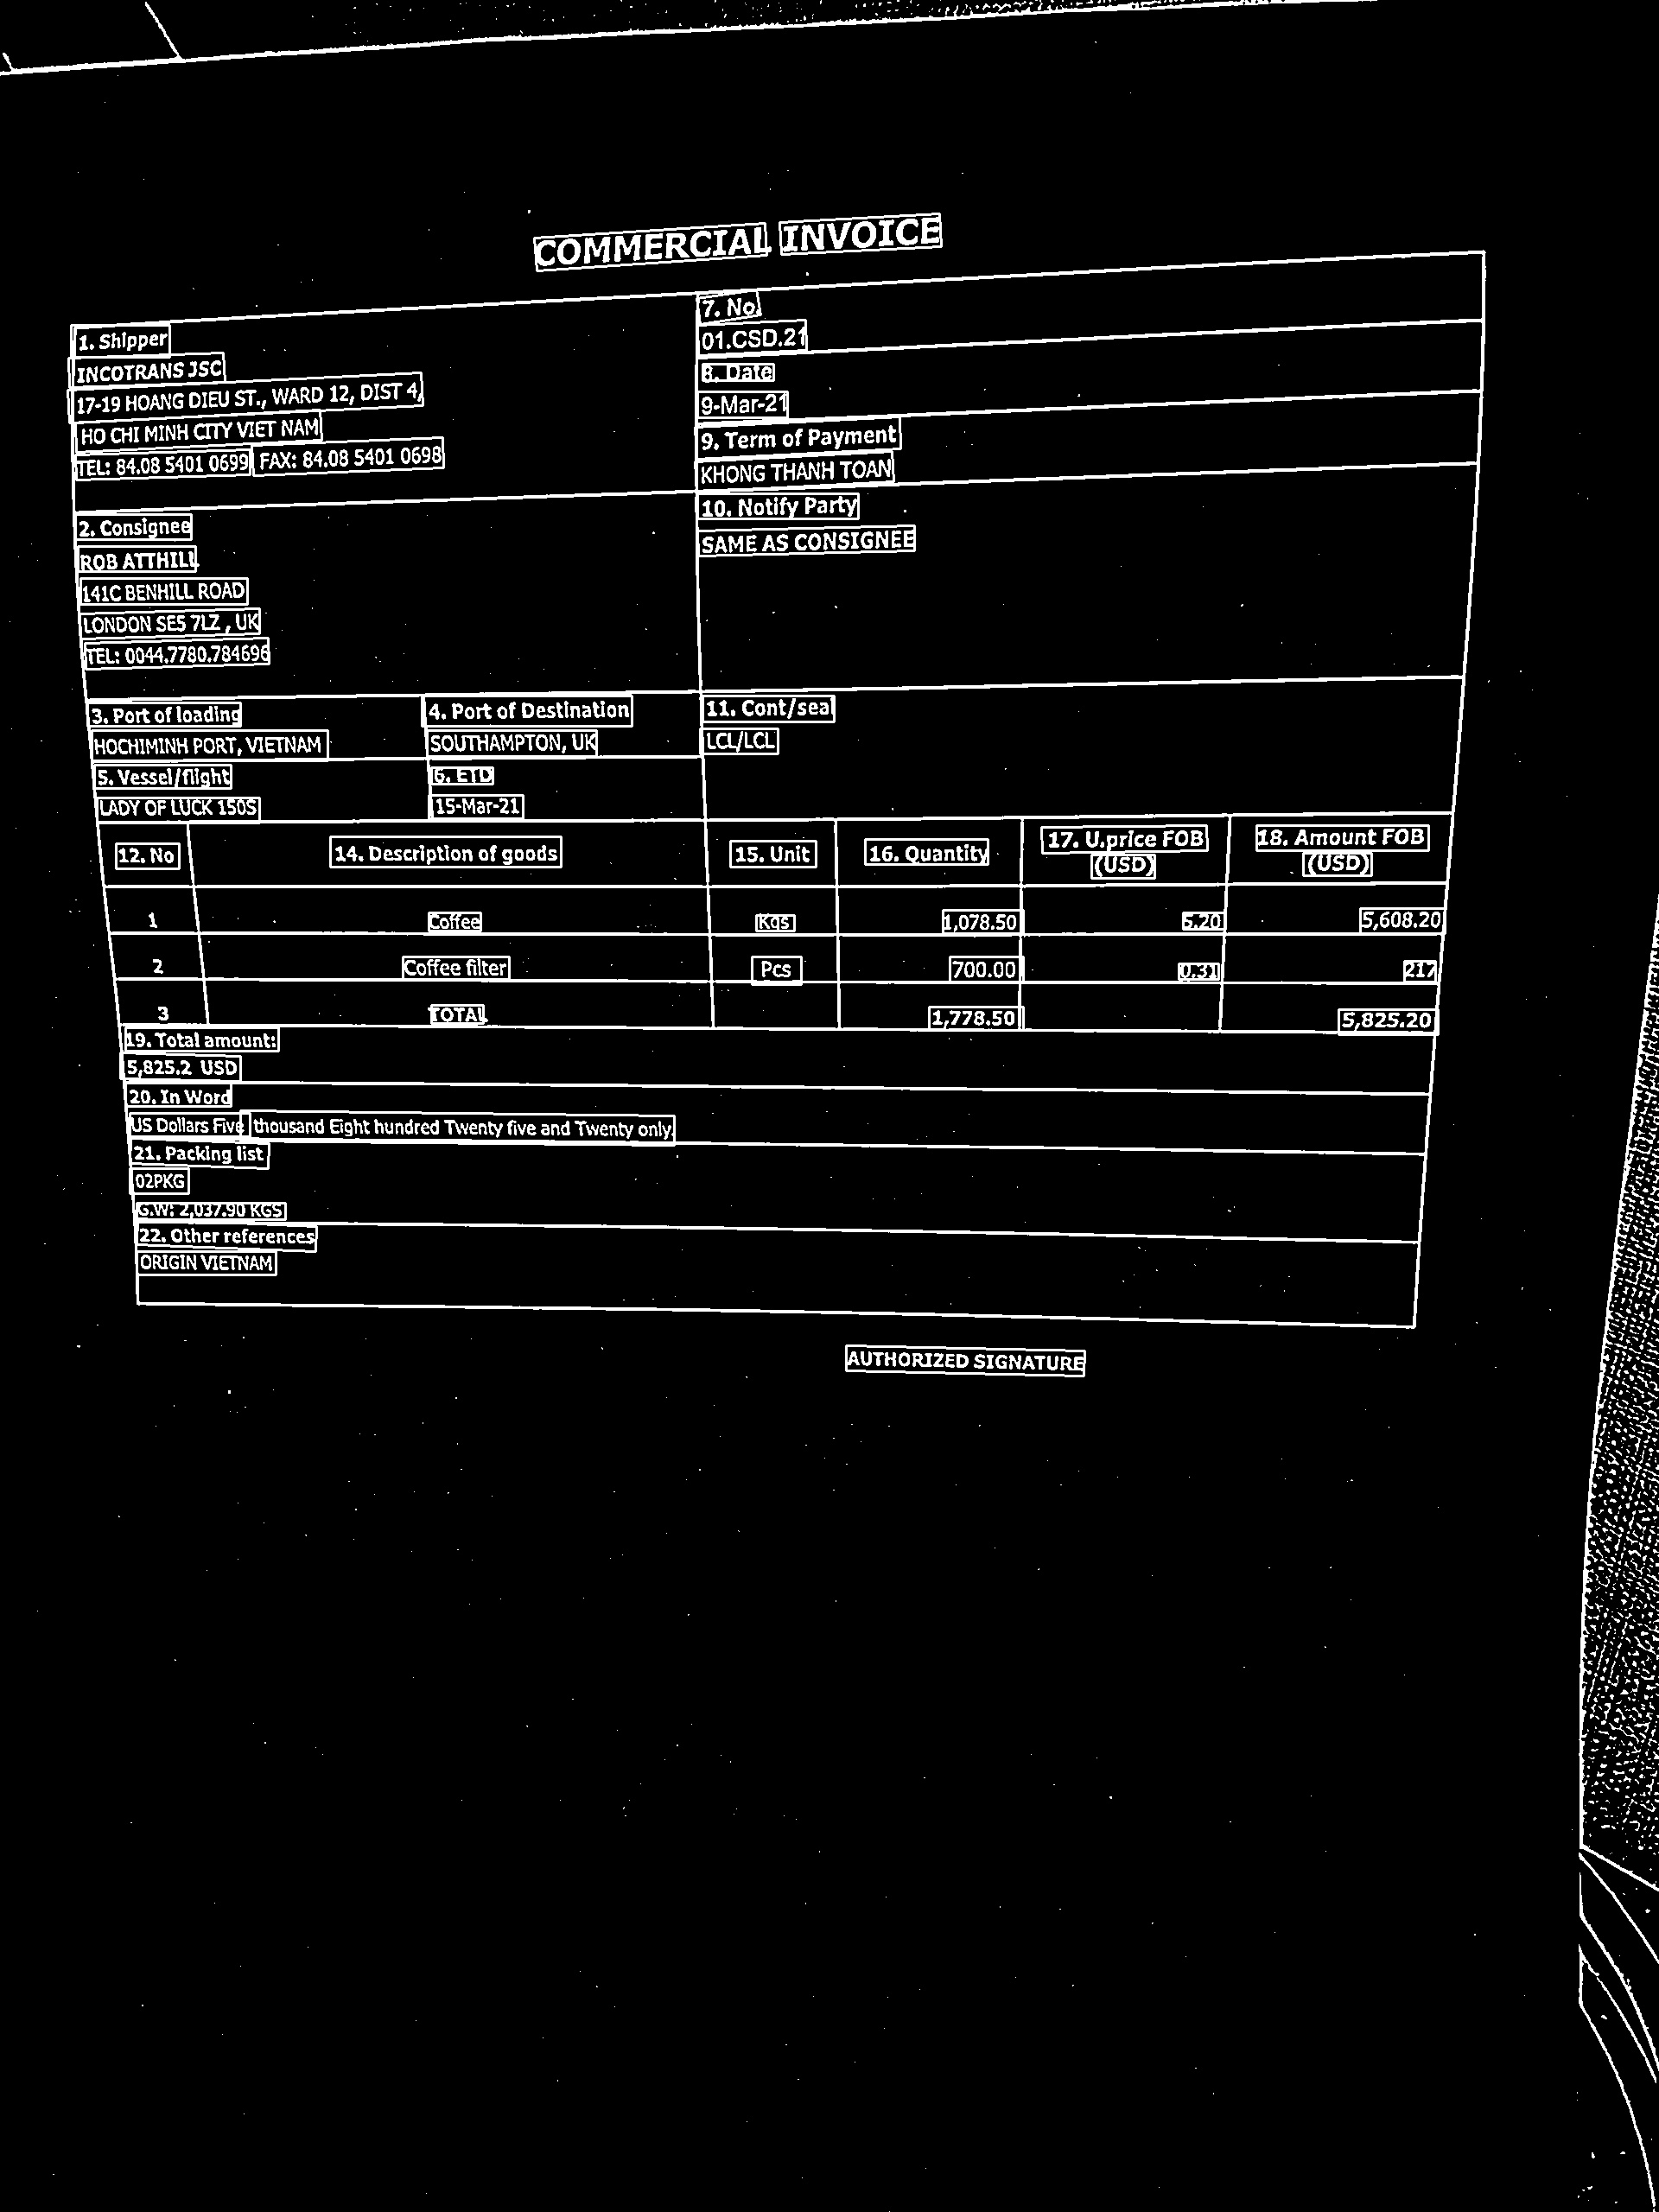 COMMERCIAL INVOICE
1. Shipper
INCOTRANS JSC
17-19 HOANG DIEU ST., WARD 12, DIST 4,
HO CHI MINH CITY VIET NAM
TEL: 84.08 5401 0699 FAX: 84.08 5401 0698
7. No
01.CSD.21
8. Date
9-Mar-21
9. Term of Payment
KHONG THANH TOAN
2. Consignee
ROB ATTHILL
141C BENHILL ROAD
LONDON SE5 7LZ , UK
TEL: 0044.7780.784696
10. Notify Party
SAME AS CONSIGNEE
3. Port of loading
HOCHIMINH PORT, VIETNAM
4. Port of Destination
SOUTHAMPTON, UK
11. Cont/seal
LCL/LCL
5. Vessel/flight
LADY OF LUCK 150S
6. ETD
15-Mar-21
12. No 14. Description of goods 15. Unit 16. Quantity 17. U.price FOB (USD) 18. Amount FOB (USD)
1 Coffee Kgs 1,078.50 5.20 5,608.20
2 Coffee filter Pcs 700.00 0.31 217
3 TOTAL 1,778.50 5,825.20
19. Total amount:
5,825.2 USD
20. In Word
US Dollars Five thousand Eight hundred Twenty five and Twenty only
21. Packing list
02PKG
G.W: 2,037.90 KGS
22. Other references
ORIGIN VIETNAM
AUTHORIZED SIGNATURE